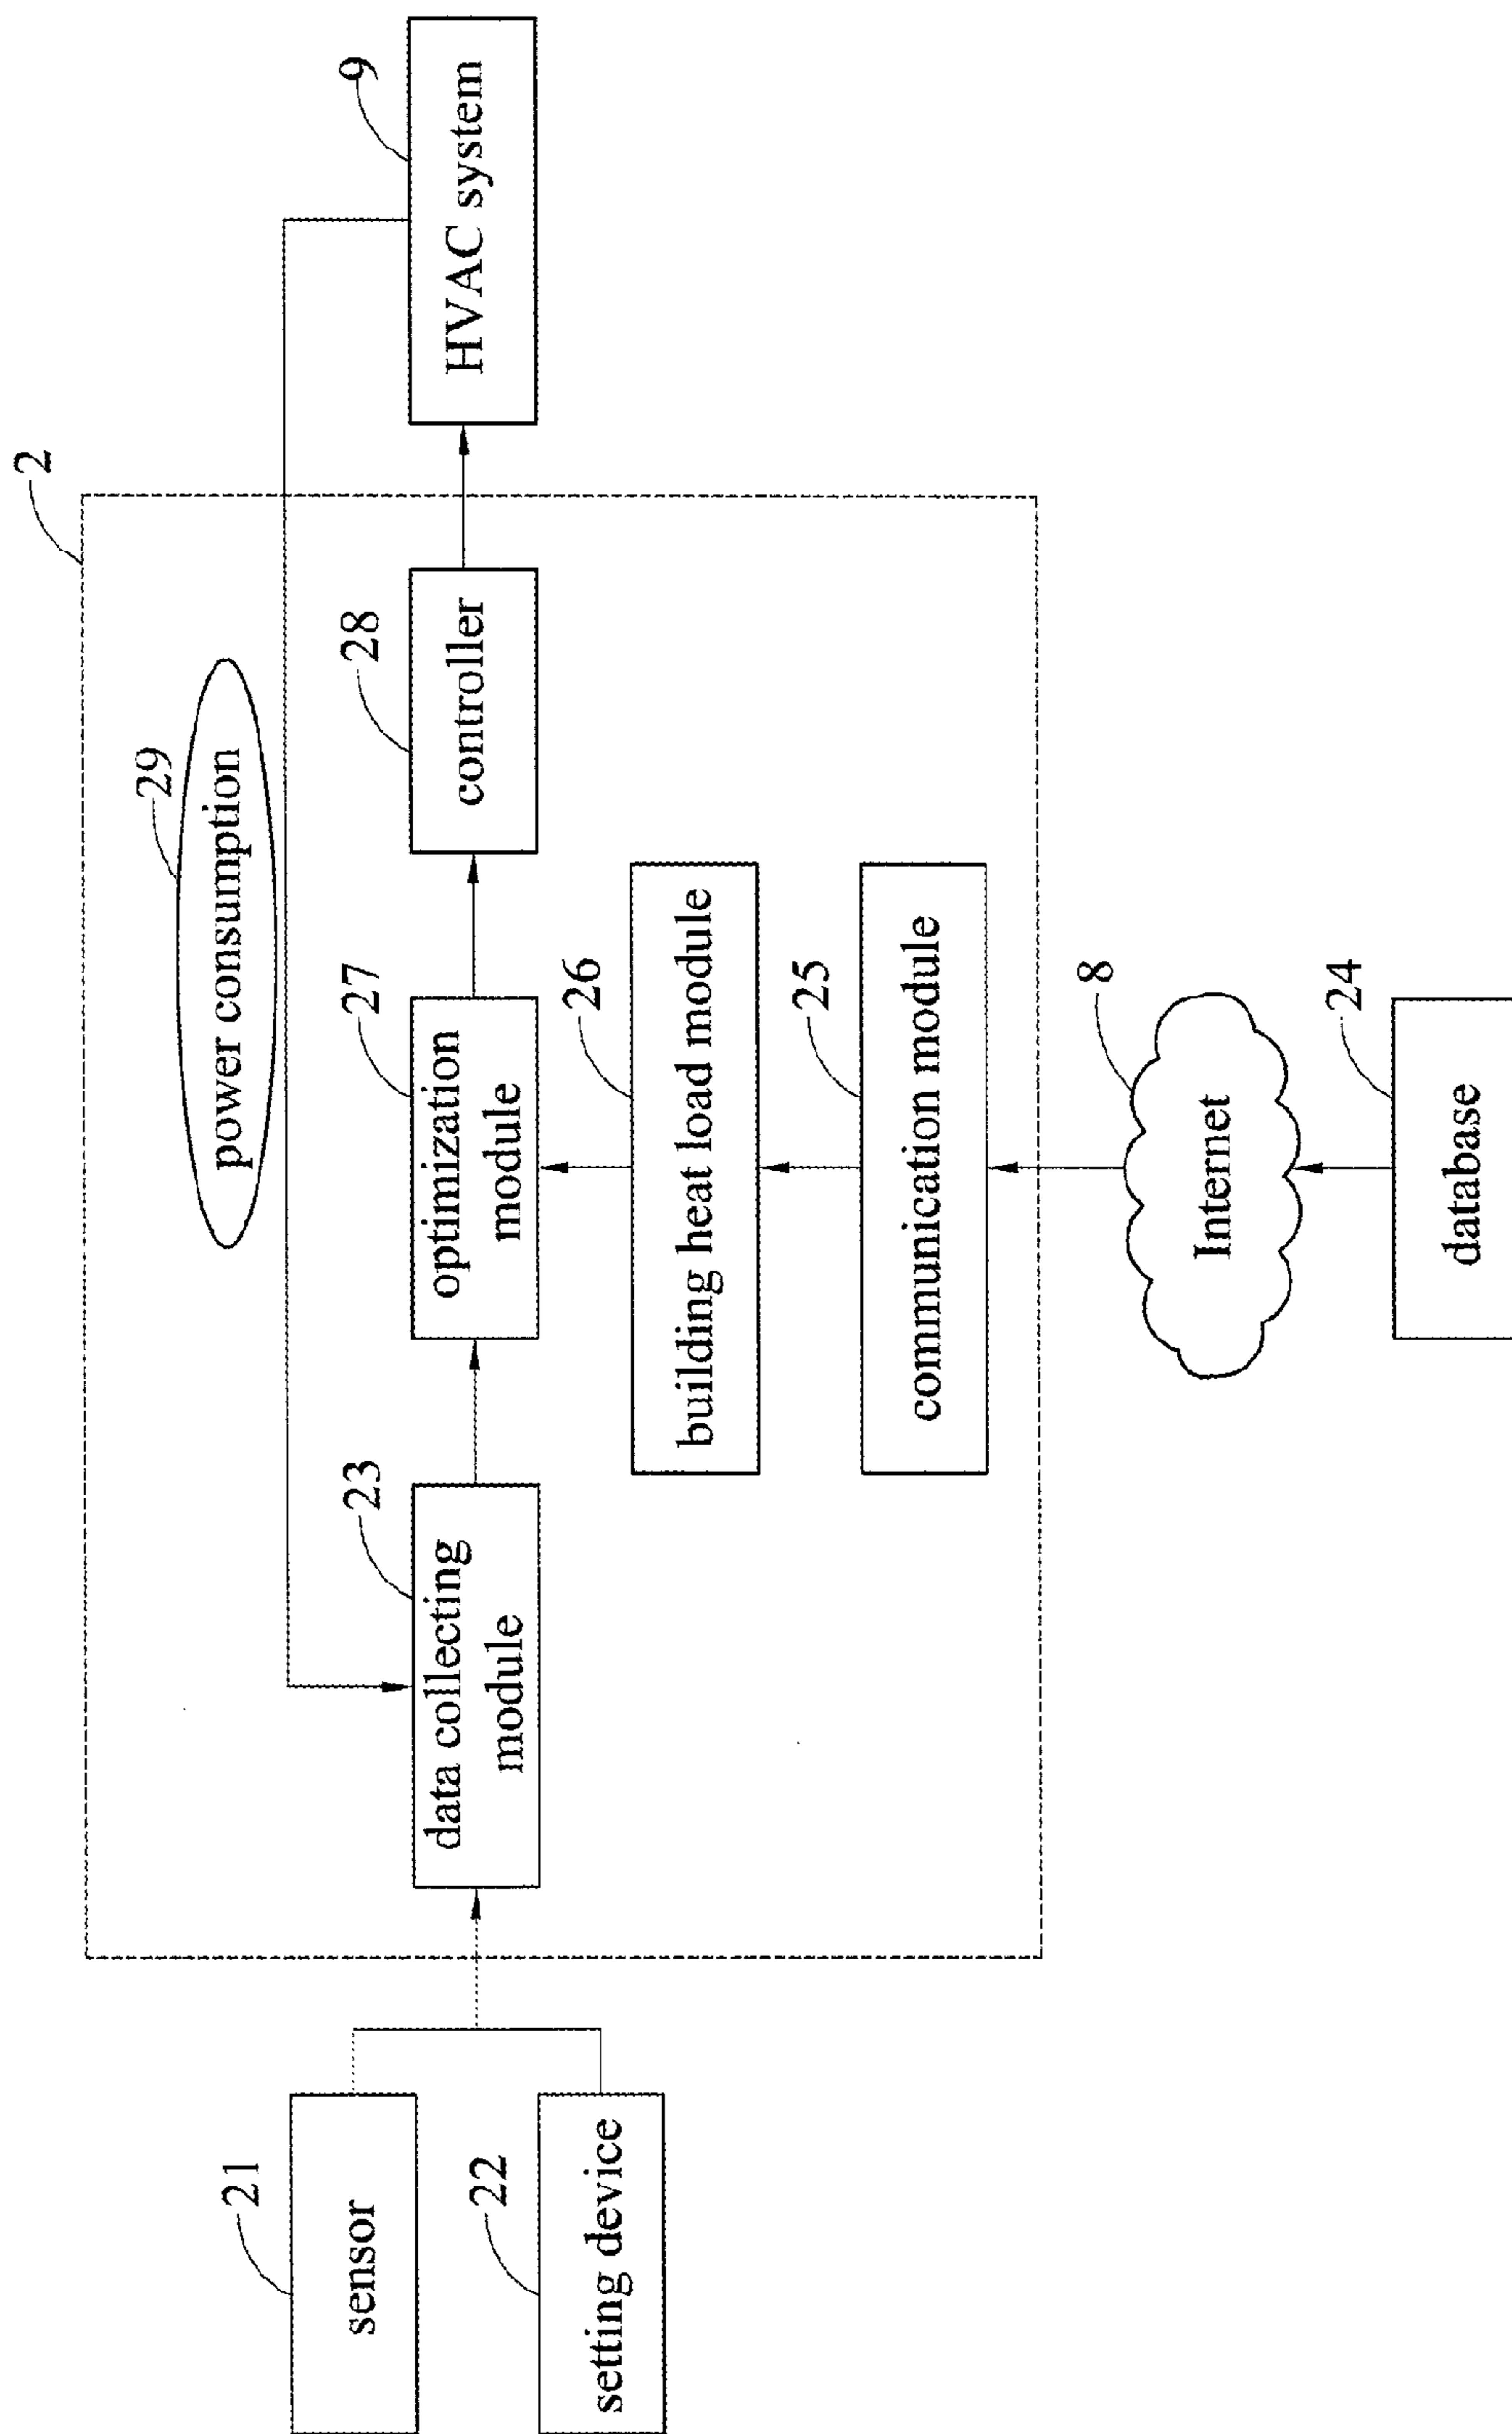 2
29
power consumption
21
sensor
22
setting device
23
data collecting
module
27
optimization
module
28
controller
9
HVAC system
26
building heat load module
25
communication module
8
Internet
24
database